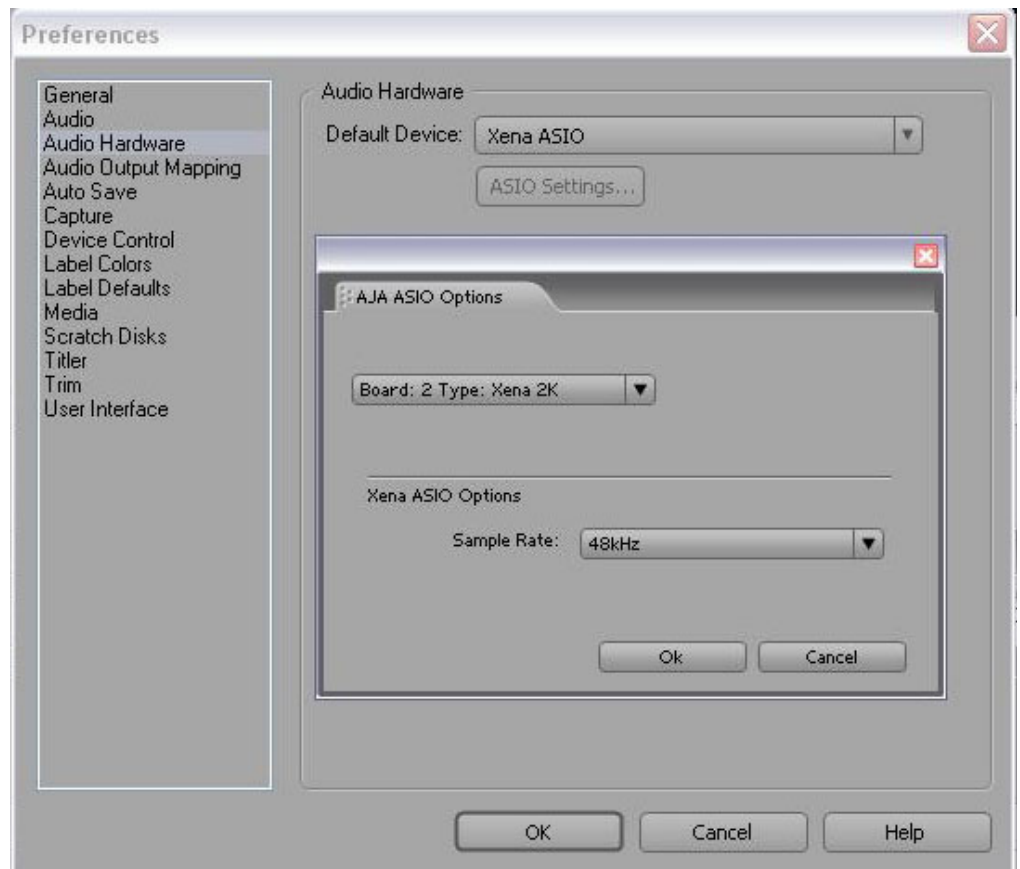 Preferences
General
Audio
Audio Hardware
Audio Output Mapping
Auto Save
Capture
Device Control
Label Colors
Label Defaults
Media
Scratch Disks
Titler
Trim
User Interface
Audio Hardware
Default Device: Xena ASIO
ASIO Settings...
AJA ASIO Options
Board: 2 Type: Xena 2K
Xena ASIO Options
Sample Rate: 48kHz
Ok Cancel
OK Cancel Help